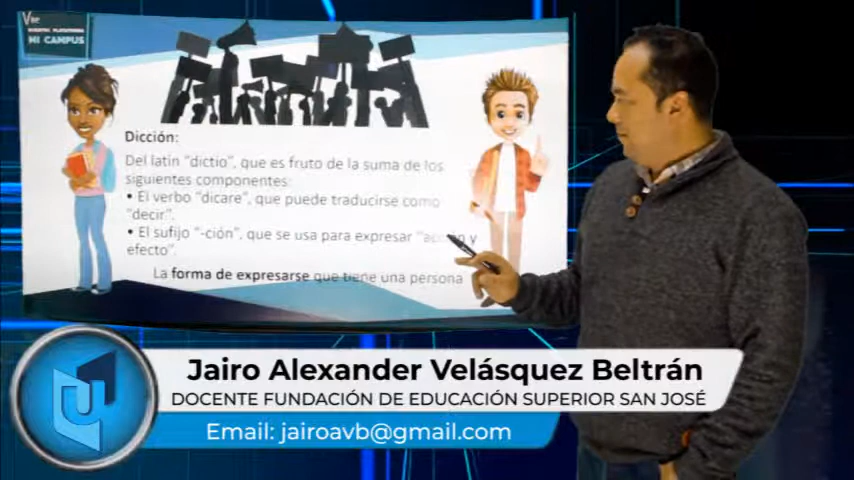 MI CAMPUS
Dicción:
Del latín "dictio", que es fruto de la suma de los
siguientes componentes:
• El verbo "dicare", que puede traducirse como
"decir".
• El sufijo "-ción", que se usa para expresar "acción y
efecto".
La forma de expresarse que tiene una persona
Jairo Alexander Velásquez Beltrán
DOCENTE FUNDACIÓN DE EDUCACIÓN SUPERIOR SAN JOSÉ
Email: jairoavb@gmail.com